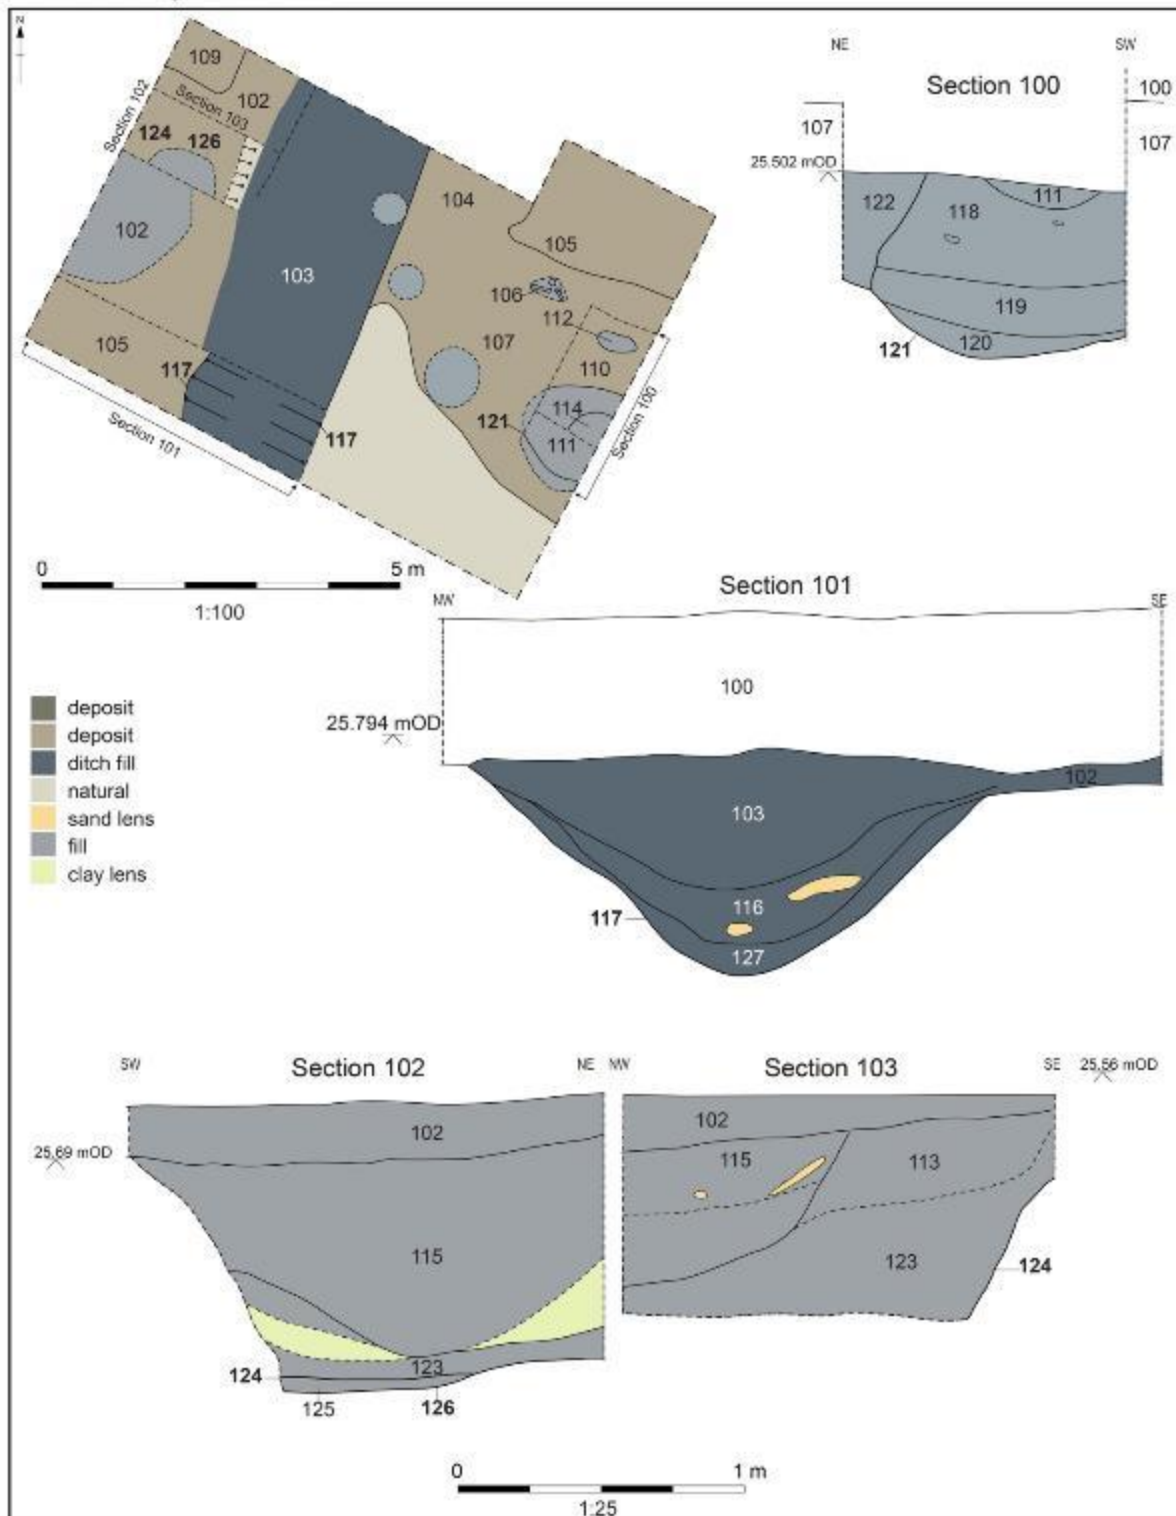 N
109
102
Section 102
Section 103
124
126
102
103
104
105
106
112
107
110
114
121
111
Section 100
105
117
117
Section 101
0
5 m
1:100
NE
SW
Section 100
100
107
107
25.502 mOD
122
118
111
119
120
121
Section 101
NW
SE
100
25.794 mOD
102
103
116
117
127
deposit
deposit
ditch fill
natural
sand lens
fill
clay lens
SW
Section 102
NE
NW
Section 103
SE
25.56 mOD
102
102
25.69 mOD
115
113
115
123
124
123
124
125
126
0
1 m
1:25